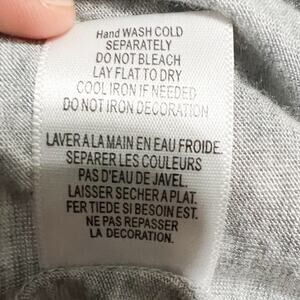 Hand WASH COLD
SEPARATELY
DO NOT BLEACH
LAY FLAT TO DRY
COOL IRON IF NEEDED
DO NOT IRON DECORATION
LAVER A LA MAIN EN EAU FROIDE.
SEPARER LES COULEURS
PAS D'EAU DE JAVEL.
LAISSER SECHER A PLAT.
FER TIEDE SI BESOIN EST.
NE PAS REPASSER
LA DECORATION.